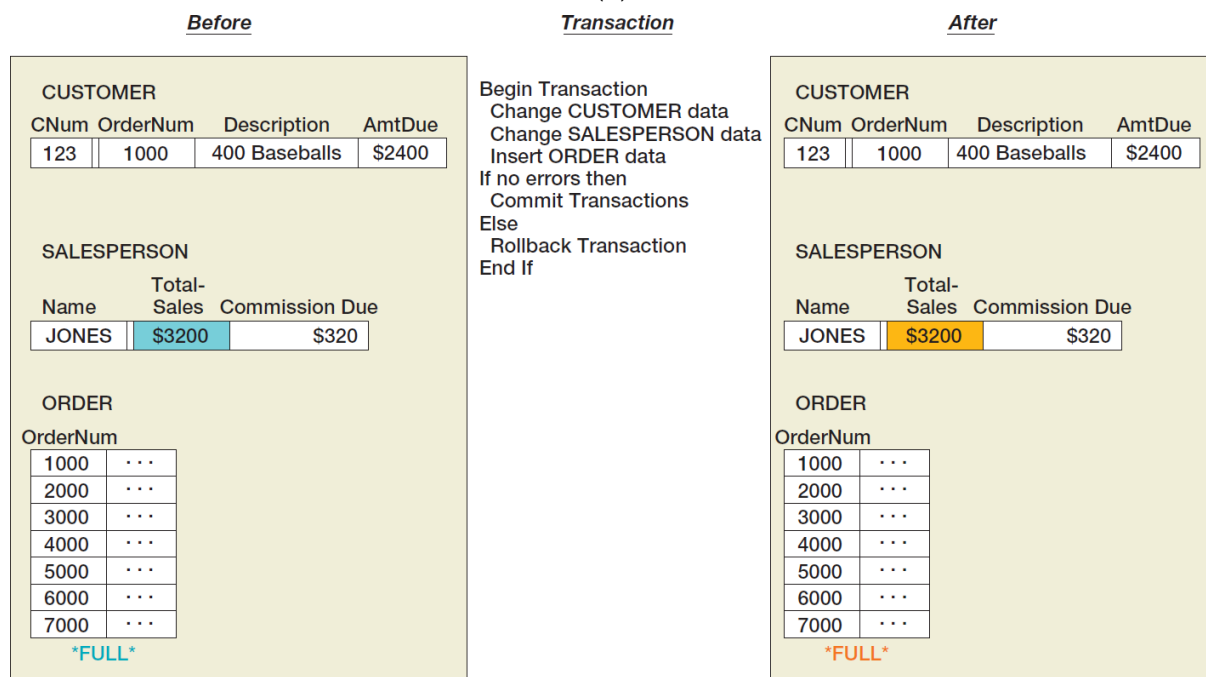 Before
CUSTOMER
CNum OrderNum Description AmtDue
123 1000 400 Baseballs $2400
SALESPERSON
Total-
Name Sales Commission Due
JONES $3200 $320
ORDER
OrderNum
1000 ...
2000 ...
3000 ...
4000 ...
5000 ...
6000 ...
7000 ...
*FULL*
Transaction
Begin Transaction
Change CUSTOMER data
Change SALESPERSON data
Insert ORDER data
If no errors then
Commit Transactions
Else
Rollback Transaction
End If
After
CUSTOMER
CNum OrderNum Description AmtDue
123 1000 400 Baseballs $2400
SALESPERSON
Total-
Name Sales Commission Due
JONES $3200 $320
ORDER
OrderNum
1000 ...
2000 ...
3000 ...
4000 ...
5000 ...
6000 ...
7000 ...
*FULL*